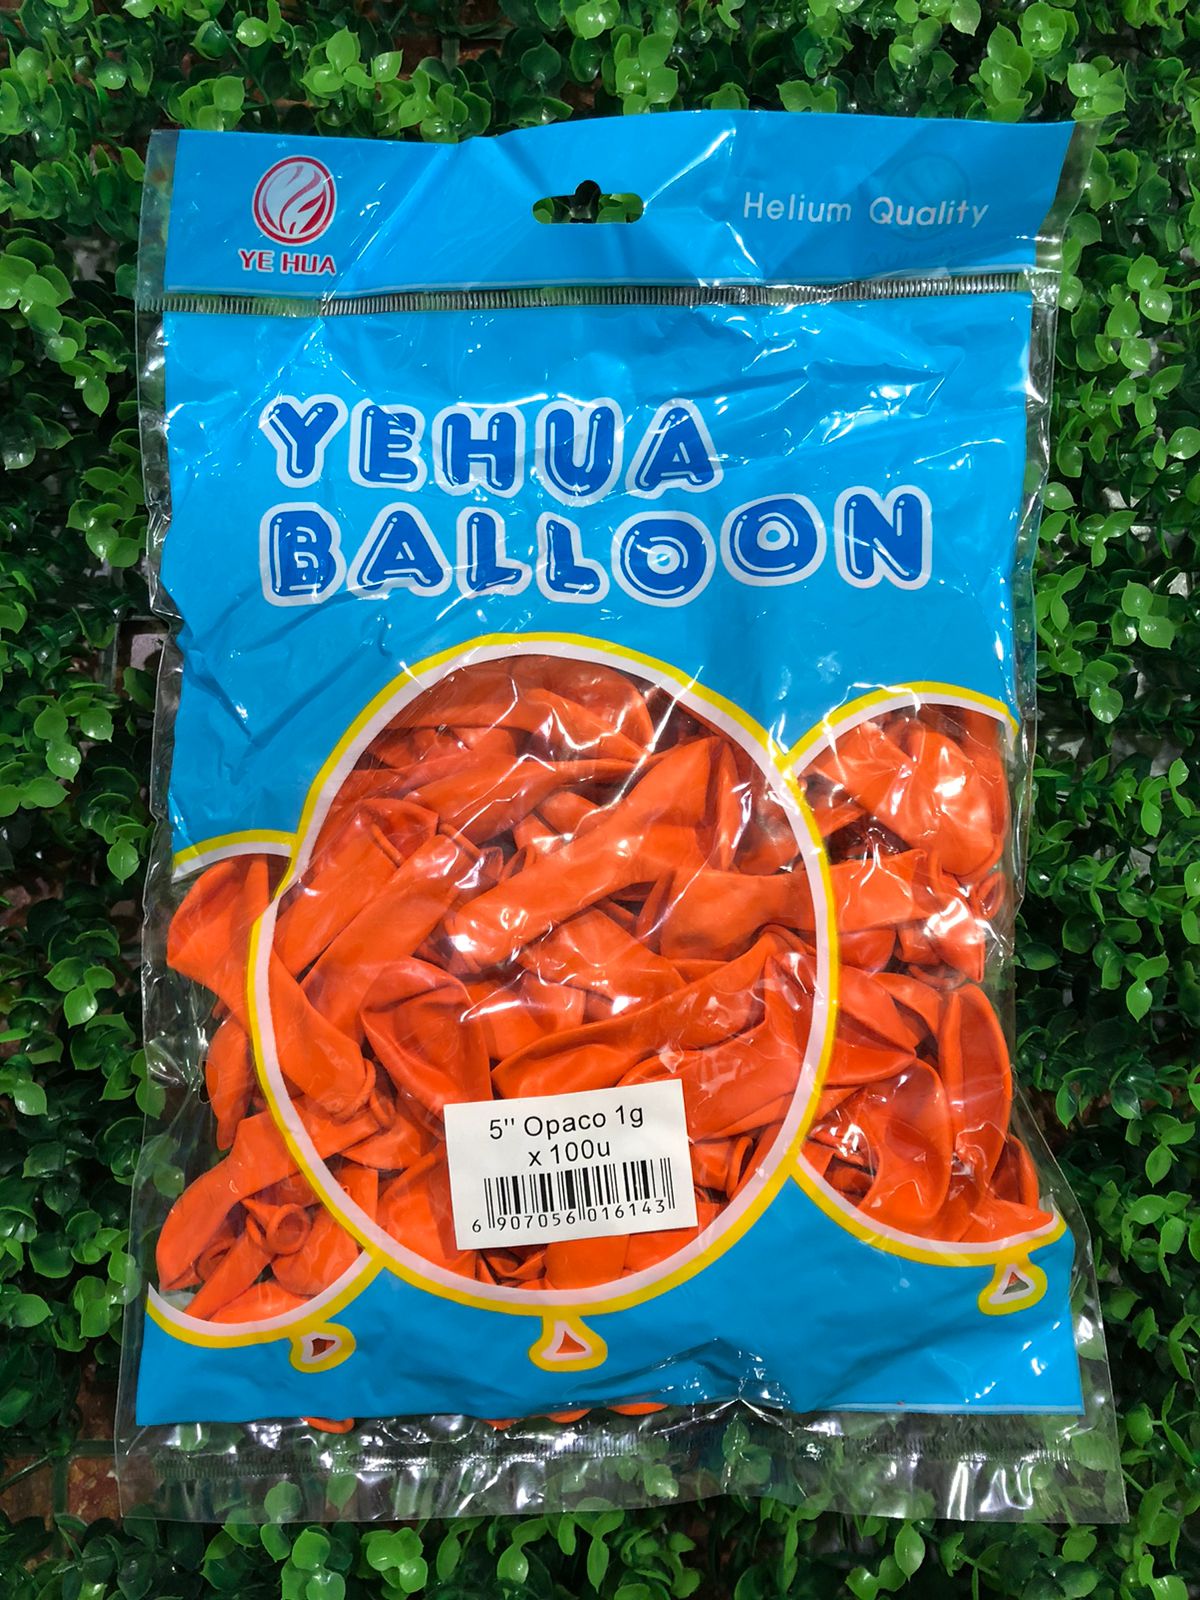 YE HUA
Helium Quality
YEHUA
BALLOON
5'' Opaco 1g
x 100u
6 907056 016143